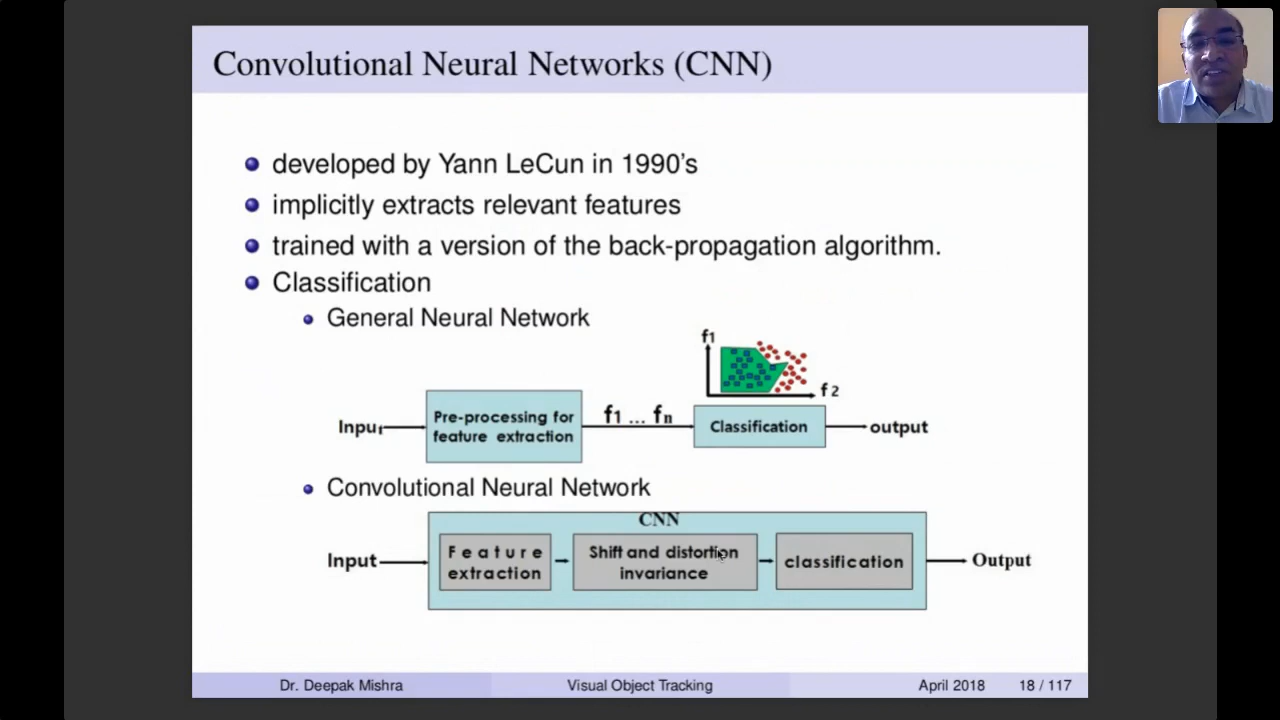 Convolutional Neural Networks (CNN)
developed by Yann LeCun in 1990's
implicitly extracts relevant features
trained with a version of the back-propagation algorithm.
Classification
General Neural Network
f1
f2
Input
Pre-processing for
feature extraction
f1 ... fn
Classification
output
Convolutional Neural Network
CNN
Input
Feature
extraction
Shift and distortion
invariance
classification
Output
Dr. Deepak Mishra
Visual Object Tracking
April 2018
18 / 117